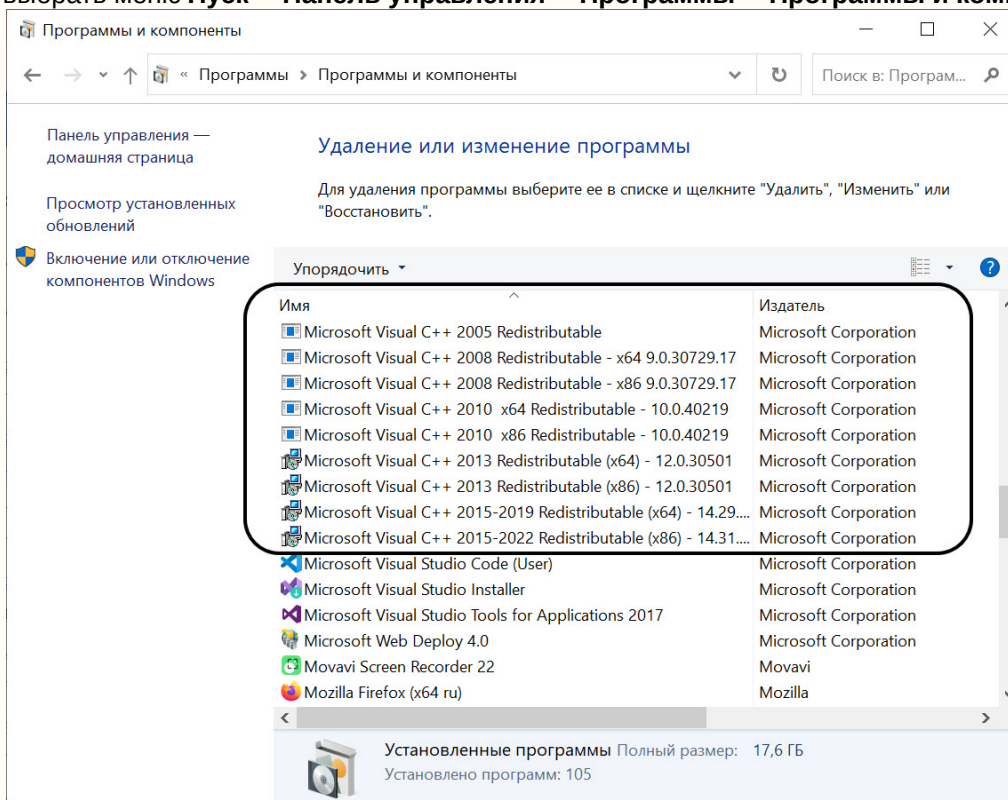 выбрать меню Пуск Панель управления Программы Программы и ком
Программы и компоненты
« Программы > Программы и компоненты
Поиск в: Програм...
Панель управления —
домашняя страница
Просмотр установленных
обновлений
Включение или отключение
компонентов Windows
Удаление или изменение программы
Для удаления программы выберите ее в списке и щелкните "Удалить", "Изменить" или
"Восстановить".
Упорядочить
?
Имя Издатель
Microsoft Visual C++ 2005 Redistributable Microsoft Corporation
Microsoft Visual C++ 2008 Redistributable - x64 9.0.30729.17 Microsoft Corporation
Microsoft Visual C++ 2008 Redistributable - x86 9.0.30729.17 Microsoft Corporation
Microsoft Visual C++ 2010 x64 Redistributable - 10.0.40219 Microsoft Corporation
Microsoft Visual C++ 2010 x86 Redistributable - 10.0.40219 Microsoft Corporation
Microsoft Visual C++ 2013 Redistributable (x64) - 12.0.30501 Microsoft Corporation
Microsoft Visual C++ 2013 Redistributable (x86) - 12.0.30501 Microsoft Corporation
Microsoft Visual C++ 2015-2019 Redistributable (x64) - 14.29.... Microsoft Corporation
Microsoft Visual C++ 2015-2022 Redistributable (x86) - 14.31.... Microsoft Corporation
Microsoft Visual Studio Code (User) Microsoft Corporation
Microsoft Visual Studio Installer Microsoft Corporation
Microsoft Visual Studio Tools for Applications 2017 Microsoft Corporation
Microsoft Web Deploy 4.0 Microsoft Corporation
Movavi Screen Recorder 22 Movavi
Mozilla Firefox (x64 ru) Mozilla
Установленные программы Полный размер: 17,6 ГБ
Установлено программ: 105